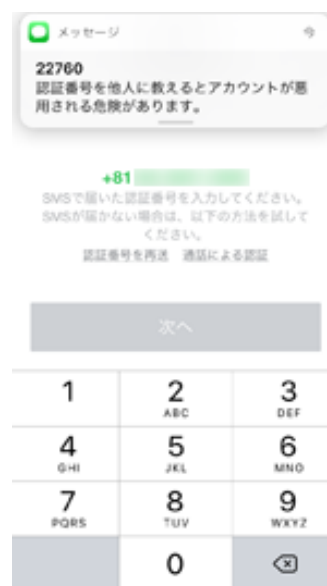 メッセージ
今
22760
認証番号を他人に教えるとアカウントが悪
用される危険があります。
+81
SMSで届いた認証番号を入力してください。
SMSが届かない場合は、以下の方法を試して
ください。
認証番号を再送 通話による認証
次へ
1
2
3
ABC
DEF
4
5
6
GHI
JKL
MNO
7
8
9
PQRS
TUV
WXYZ
0